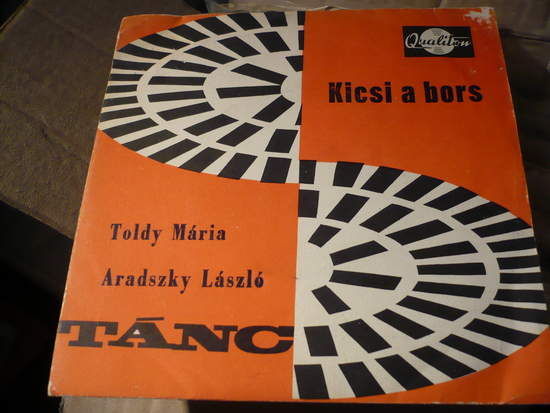 Qualiton
Kicsi a bors
Toldy Mária
Aradszky László
TÁNC